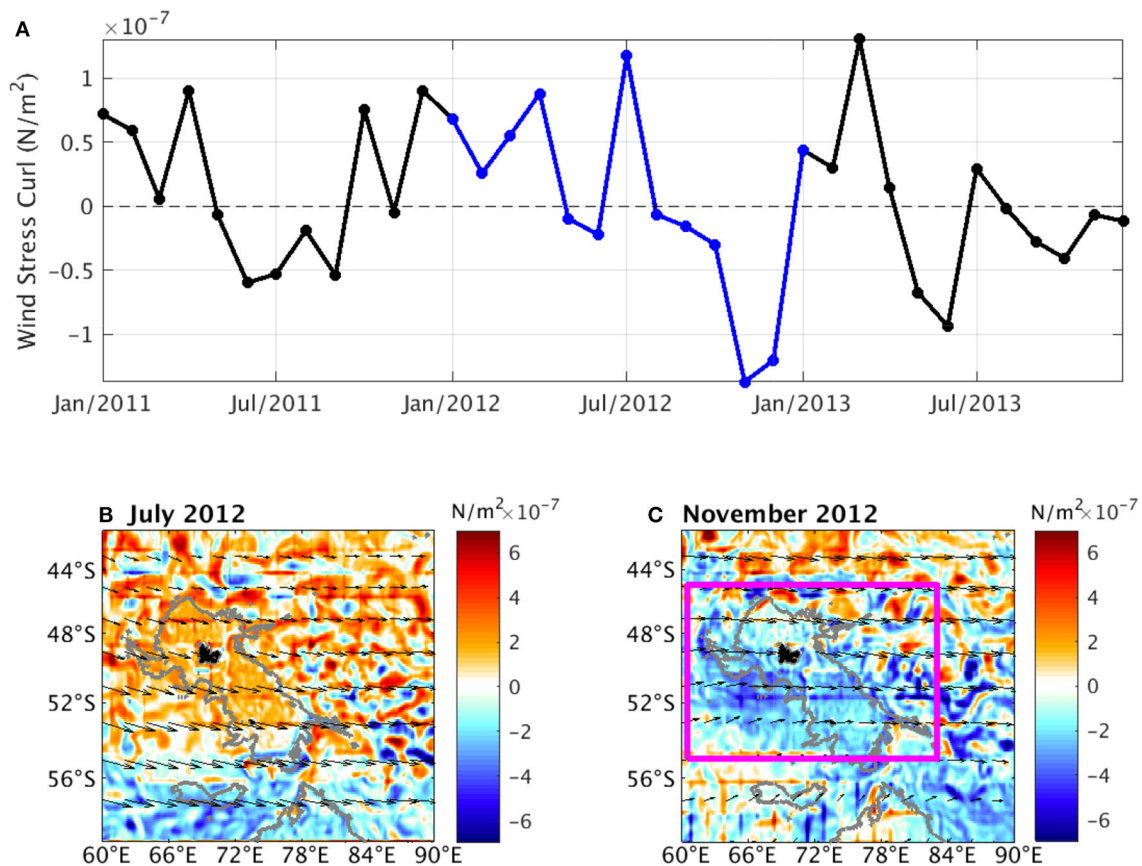 A
×10⁻⁷
Wind Stress Curl (N/m²)
1
0.5
0
−0.5
−1
Jan/2011 Jul/2011 Jan/2012 Jul/2012 Jan/2013 Jul/2013
B July 2012 N/m²×10⁻⁷
44°S
48°S
52°S
56°S
60°E 66°E 72°E 78°E 84°E 90°E
6
4
2
0
−2
−4
−6
C November 2012 N/m²×10⁻⁷
44°S
48°S
52°S
56°S
60°E 66°E 72°E 78°E 84°E 90°E
6
4
2
0
−2
−4
−6